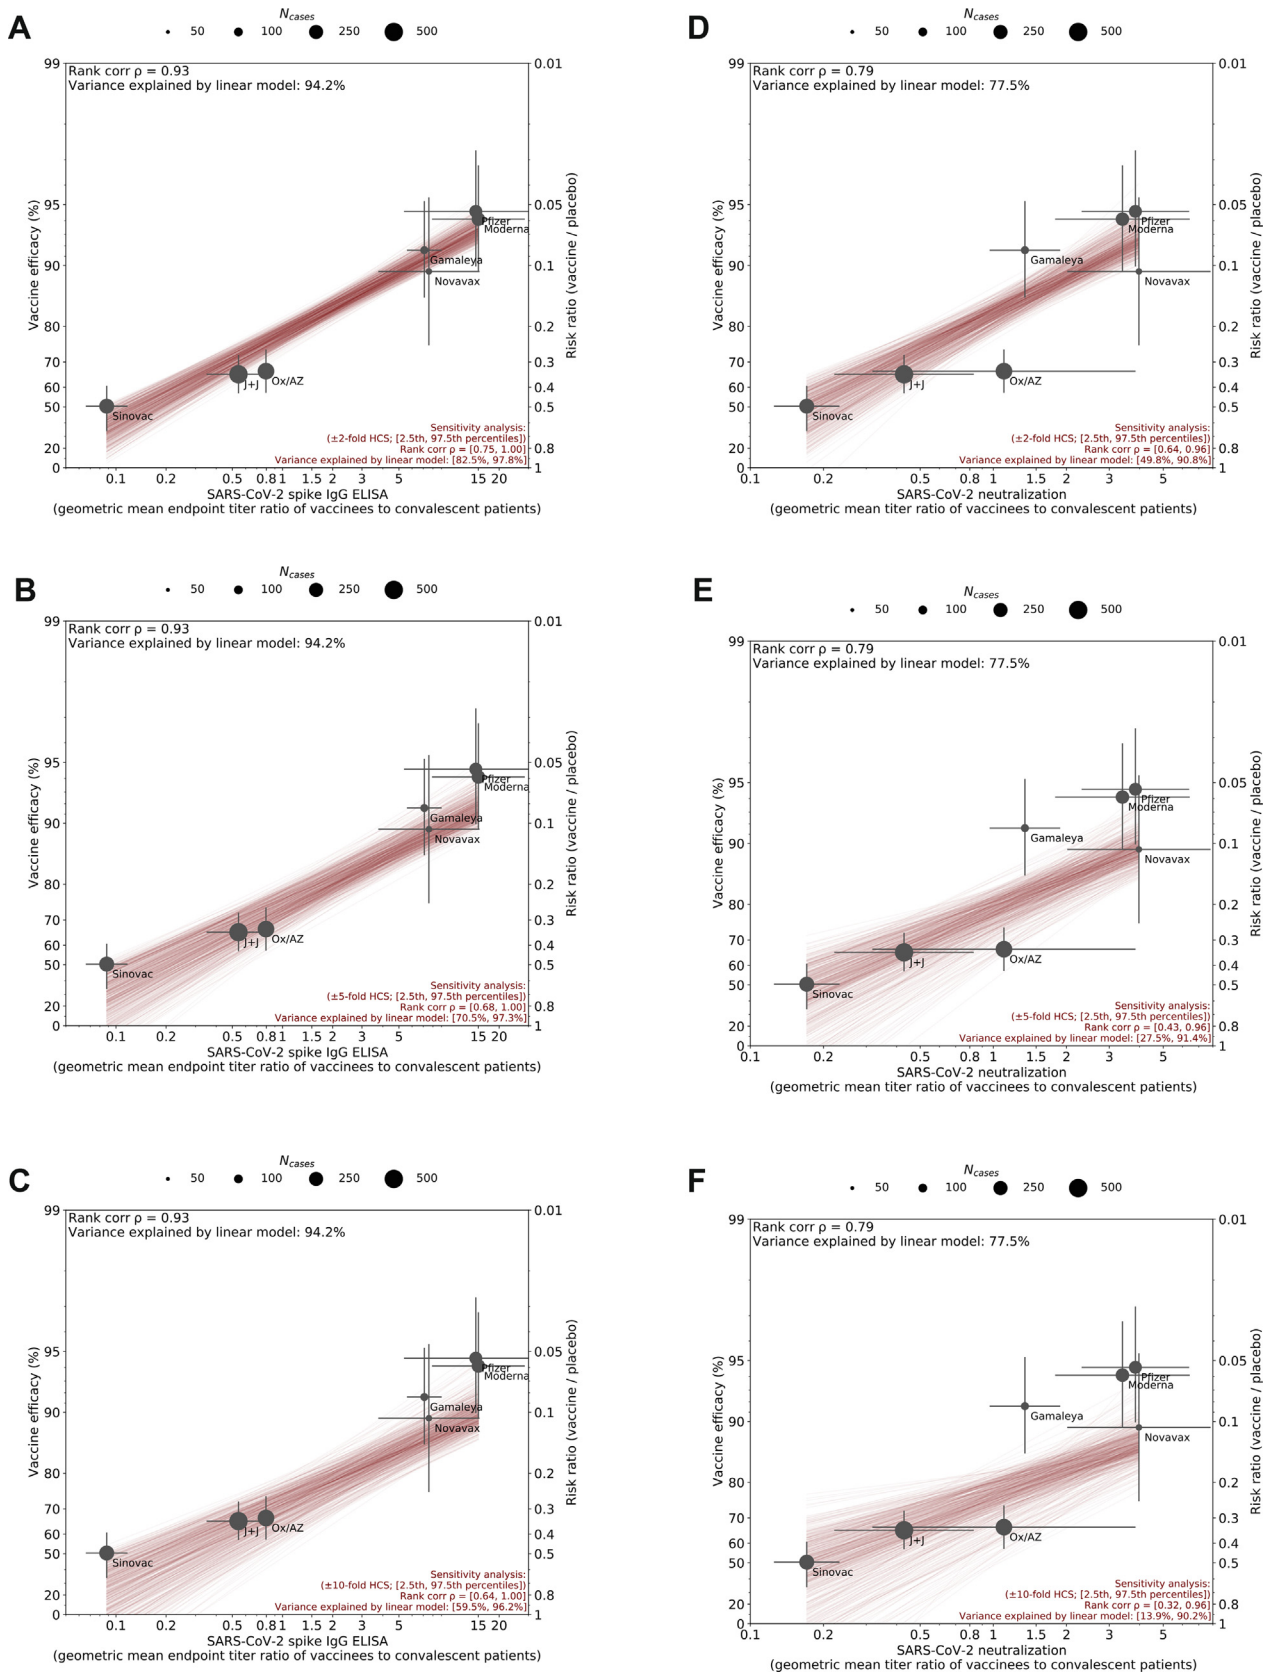 A
N_cases
50 100 250 500
99
95
90
80
70
60
50
20
0
Vaccine efficacy (%)
Rank corr ρ = 0.93
Variance explained by linear model: 94.2%
Pfizer
Moderna
Gamaleya
Novavax
J+J
Ox/AZ
Sinovac
Sensitivity analysis:
(±2-fold HCS; [2.5th, 97.5th percentiles])
Rank corr ρ = [0.75, 1.00]
Variance explained by linear model: [82.5%, 97.8%]
0.01
0.05
0.1
0.2
0.3
0.4
0.5
0.8
1
Risk ratio (vaccine / placebo)
0.1 0.2 0.5 0.8 1 1.5 2 3 5 15 20
SARS-CoV-2 spike IgG ELISA
(geometric mean endpoint titer ratio of vaccinees to convalescent patients)
D
N_cases
50 100 250 500
99
95
90
80
70
60
50
20
0
Vaccine efficacy (%)
Rank corr ρ = 0.79
Variance explained by linear model: 77.5%
Pfizer
Moderna
Gamaleya
Novavax
J+J
Ox/AZ
Sinovac
Sensitivity analysis:
(±2-fold HCS; [2.5th, 97.5th percentiles])
Rank corr ρ = [0.64, 0.96]
Variance explained by linear model: [49.8%, 90.8%]
0.01
0.05
0.1
0.2
0.3
0.4
0.5
0.8
1
Risk ratio (vaccine / placebo)
0.1 0.2 0.5 0.8 1 1.5 2 3 5
SARS-CoV-2 neutralization
(geometric mean titer ratio of vaccinees to convalescent patients)
B
N_cases
50 100 250 500
99
95
90
80
70
60
50
20
0
Vaccine efficacy (%)
Rank corr ρ = 0.93
Variance explained by linear model: 94.2%
Pfizer
Moderna
Gamaleya
Novavax
J+J
Ox/AZ
Sinovac
Sensitivity analysis:
(±5-fold HCS; [2.5th, 97.5th percentiles])
Rank corr ρ = [0.68, 1.00]
Variance explained by linear model: [70.5%, 97.3%]
0.01
0.05
0.1
0.2
0.3
0.4
0.5
0.8
1
Risk ratio (vaccine / placebo)
0.1 0.2 0.5 0.8 1 1.5 2 3 5 15 20
SARS-CoV-2 spike IgG ELISA
(geometric mean endpoint titer ratio of vaccinees to convalescent patients)
E
N_cases
50 100 250 500
99
95
90
80
70
60
50
20
0
Vaccine efficacy (%)
Rank corr ρ = 0.79
Variance explained by linear model: 77.5%
Pfizer
Moderna
Gamaleya
Novavax
J+J
Ox/AZ
Sinovac
Sensitivity analysis:
(±5-fold HCS; [2.5th, 97.5th percentiles])
Rank corr ρ = [0.43, 0.96]
Variance explained by linear model: [27.5%, 91.4%]
0.01
0.05
0.1
0.2
0.3
0.4
0.5
0.8
1
Risk ratio (vaccine / placebo)
0.1 0.2 0.5 0.8 1 1.5 2 3 5
SARS-CoV-2 neutralization
(geometric mean titer ratio of vaccinees to convalescent patients)
C
N_cases
50 100 250 500
99
95
90
80
70
60
50
20
0
Vaccine efficacy (%)
Rank corr ρ = 0.93
Variance explained by linear model: 94.2%
Pfizer
Moderna
Gamaleya
Novavax
J+J
Ox/AZ
Sinovac
Sensitivity analysis:
(±10-fold HCS; [2.5th, 97.5th percentiles])
Rank corr ρ = [0.64, 1.00]
Variance explained by linear model: [59.5%, 96.2%]
0.01
0.05
0.1
0.2
0.3
0.4
0.5
0.8
1
Risk ratio (vaccine / placebo)
0.1 0.2 0.5 0.8 1 1.5 2 3 5 15 20
SARS-CoV-2 spike IgG ELISA
(geometric mean endpoint titer ratio of vaccinees to convalescent patients)
F
N_cases
50 100 250 500
99
95
90
80
70
60
50
20
0
Vaccine efficacy (%)
Rank corr ρ = 0.79
Variance explained by linear model: 77.5%
Pfizer
Moderna
Gamaleya
Novavax
J+J
Ox/AZ
Sinovac
Sensitivity analysis:
(±10-fold HCS; [2.5th, 97.5th percentiles])
Rank corr ρ = [0.32, 0.96]
Variance explained by linear model: [13.9%, 90.2%]
0.01
0.05
0.1
0.2
0.3
0.4
0.5
0.8
1
Risk ratio (vaccine / placebo)
0.1 0.2 0.5 0.8 1 1.5 2 3 5
SARS-CoV-2 neutralization
(geometric mean titer ratio of vaccinees to convalescent patients)